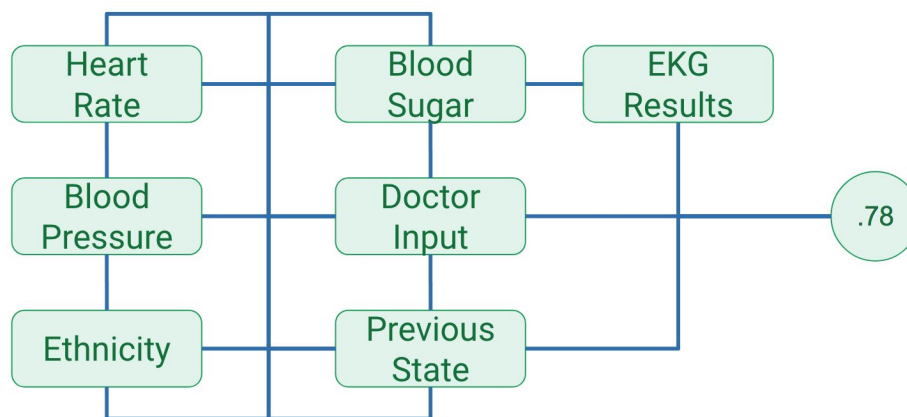 Heart
Rate
Blood
Sugar
EKG
Results
Blood
Pressure
Doctor
Input
.78
Ethnicity
Previous
State